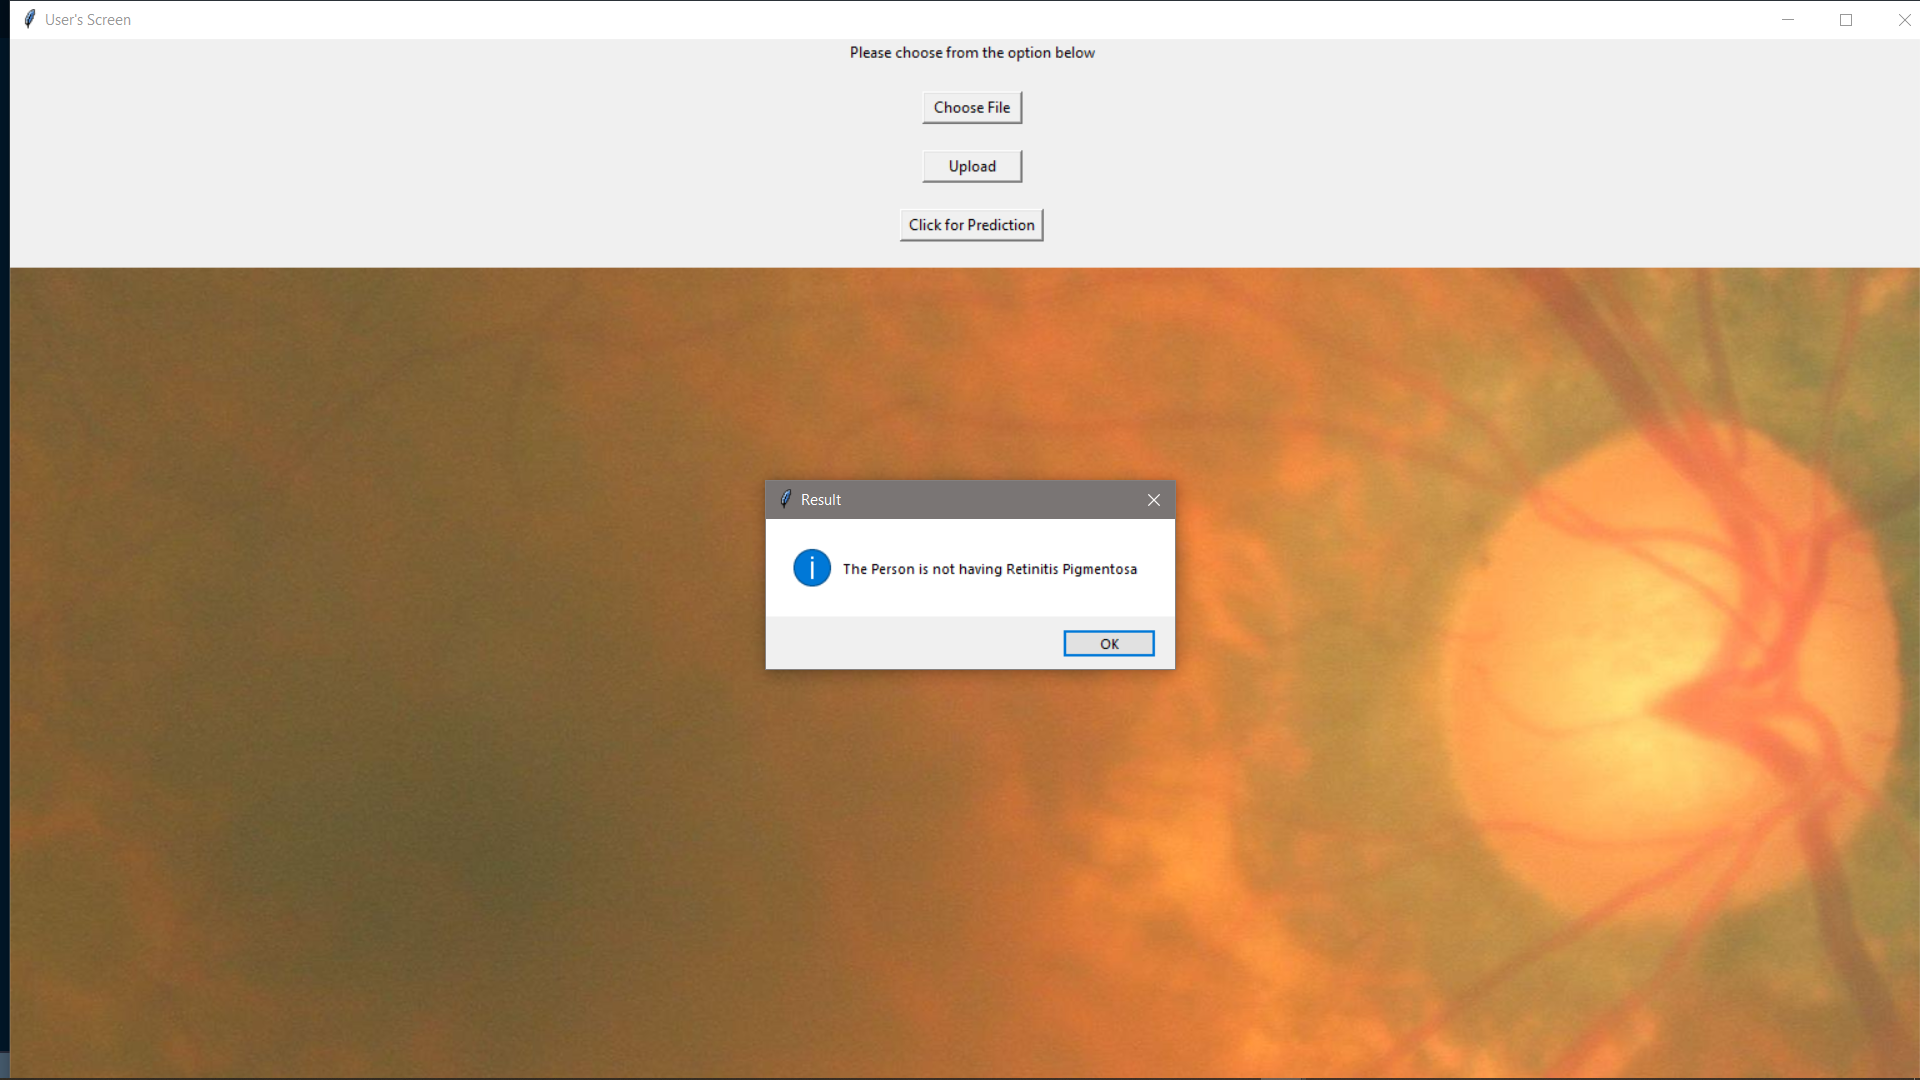 User's Screen
Please choose from the option below
Choose File
Upload
Click for Prediction
Result
The Person is not having Retinitis Pigmentosa
OK